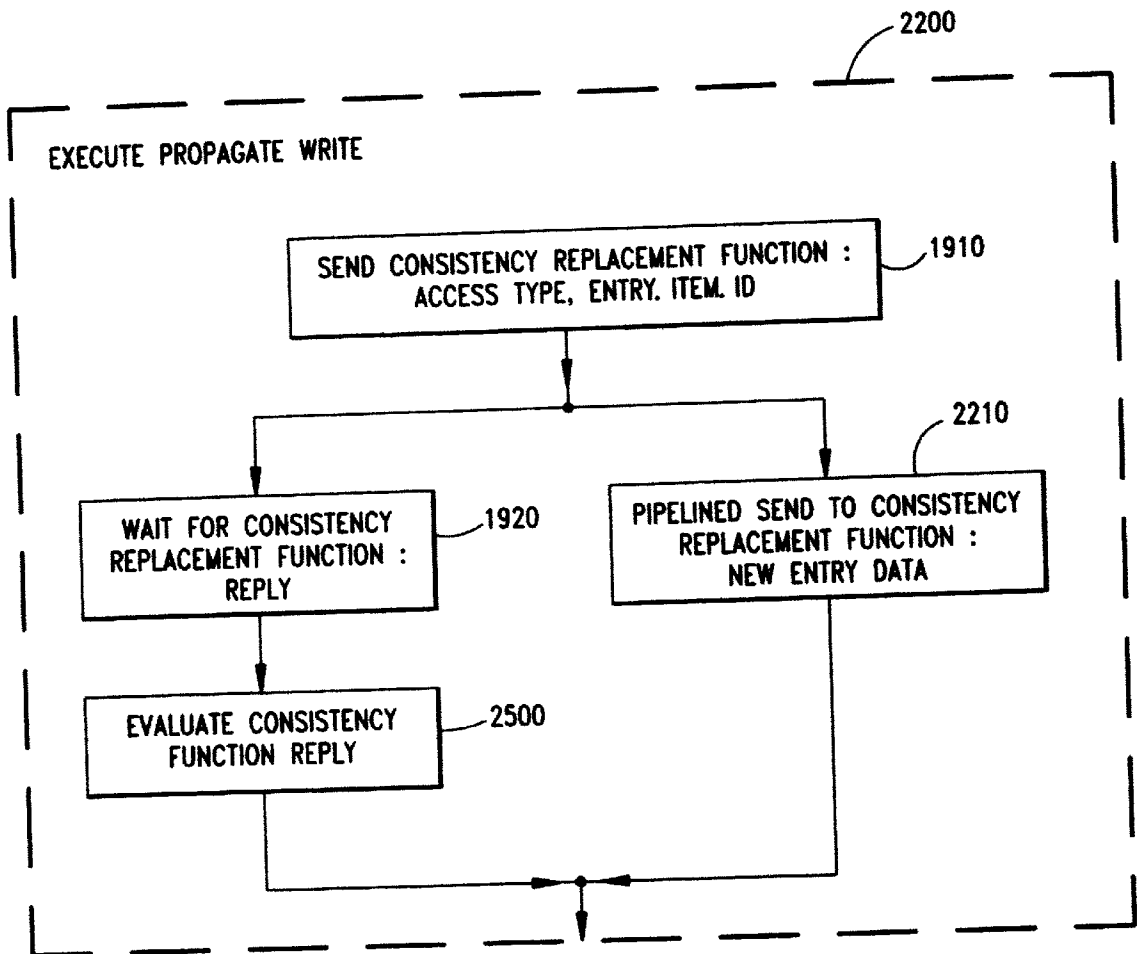 2200
EXECUTE PROPAGATE WRITE
SEND CONSISTENCY REPLACEMENT FUNCTION :
ACCESS TYPE, ENTRY. ITEM. ID
1910
WAIT FOR CONSISTENCY
REPLACEMENT FUNCTION :
REPLY
1920
PIPELINED SEND TO CONSISTENCY
REPLACEMENT FUNCTION :
NEW ENTRY DATA
2210
EVALUATE CONSISTENCY
FUNCTION REPLY
2500